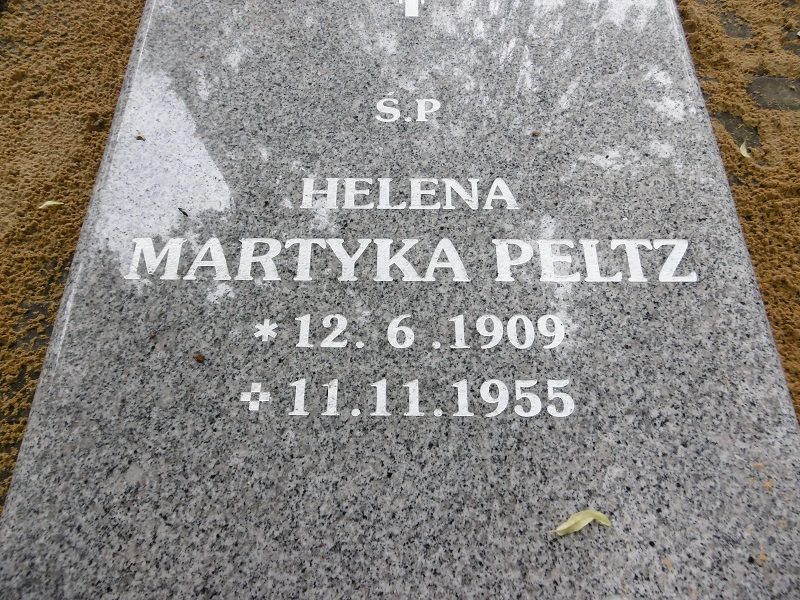 Ś.P
HELENA
MARTYKA PELTZ
* 12. 6 .1909
✜ 11.11.1955